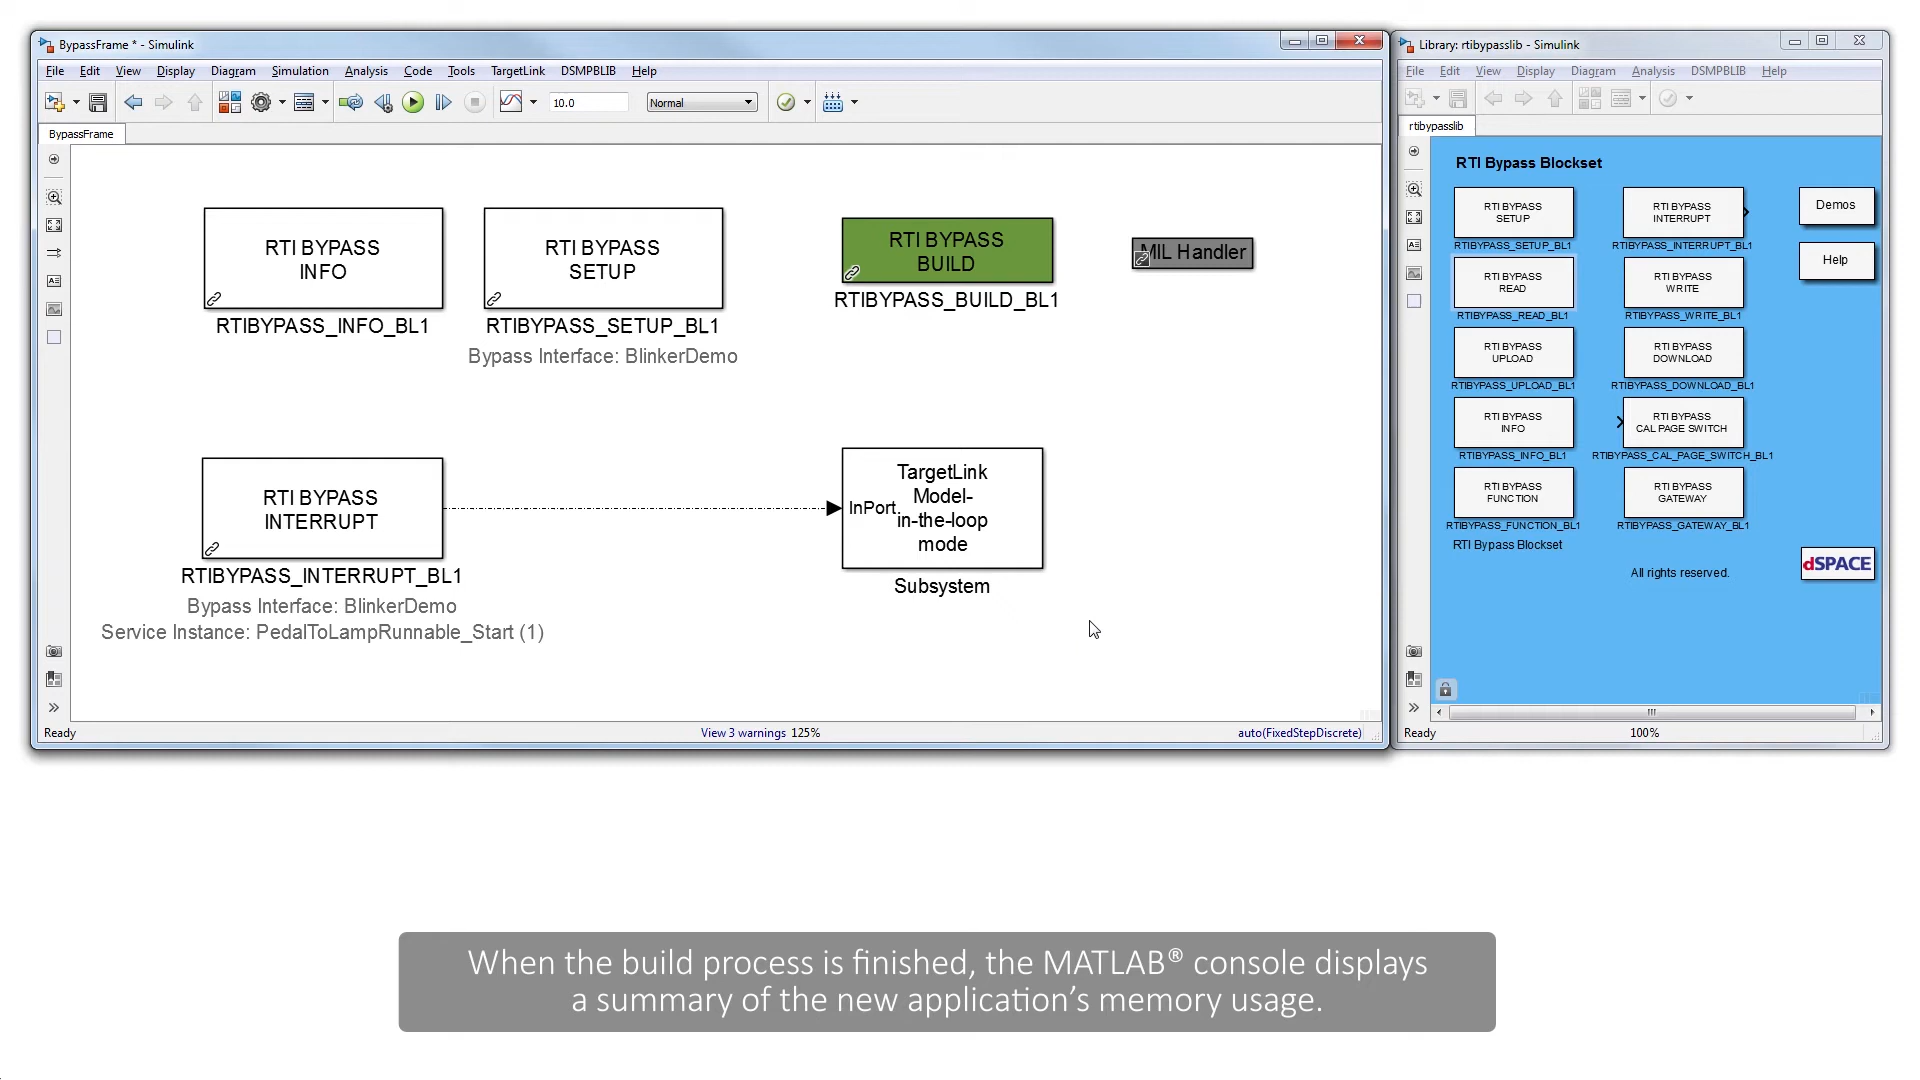 BypassFrame * - Simulink
File Edit View Display Diagram Simulation Analysis Code Tools TargetLink DSMPBLIB Help
10.0
Normal
BypassFrame
RTI BYPASS
INFO
RTIBYPASS_INFO_BL1
RTI BYPASS
SETUP
RTIBYPASS_SETUP_BL1
Bypass Interface: BlinkerDemo
RTI BYPASS
BUILD
RTIBYPASS_BUILD_BL1
MIL Handler
RTI BYPASS
INTERRUPT
RTIBYPASS_INTERRUPT_BL1
Bypass Interface: BlinkerDemo
Service Instance: PedalToLampRunnable_Start (1)
InPort
TargetLink
Model-
in-the-loop
mode
Subsystem
Ready
View 3 warnings 125%
auto(FixedStepDiscrete)
Library: rtibypasslib - Simulink
File Edit View Display Diagram Analysis DSMPBLIB Help
rtibypasslib
RTI Bypass Blockset
RTI BYPASS
SETUP
RTIBYPASS_SETUP_BL1
RTI BYPASS
INTERRUPT
RTIBYPASS_INTERRUPT_BL1
Demos
RTI BYPASS
READ
RTIBYPASS_READ_BL1
RTI BYPASS
WRITE
RTIBYPASS_WRITE_BL1
Help
RTI BYPASS
UPLOAD
RTIBYPASS_UPLOAD_BL1
RTI BYPASS
DOWNLOAD
RTIBYPASS_DOWNLOAD_BL1
RTI BYPASS
INFO
RTIBYPASS_INFO_BL1
RTI BYPASS
CAL PAGE SWITCH
RTIBYPASS_CAL_PAGE_SWITCH_BL1
RTI BYPASS
FUNCTION
RTIBYPASS_FUNCTION_BL1
RTI BYPASS
GATEWAY
RTIBYPASS_GATEWAY_BL1
RTI Bypass Blockset
All rights reserved.
dSPACE
Ready
100%
When the build process is finished, the MATLAB® console displays
a summary of the new application's memory usage.